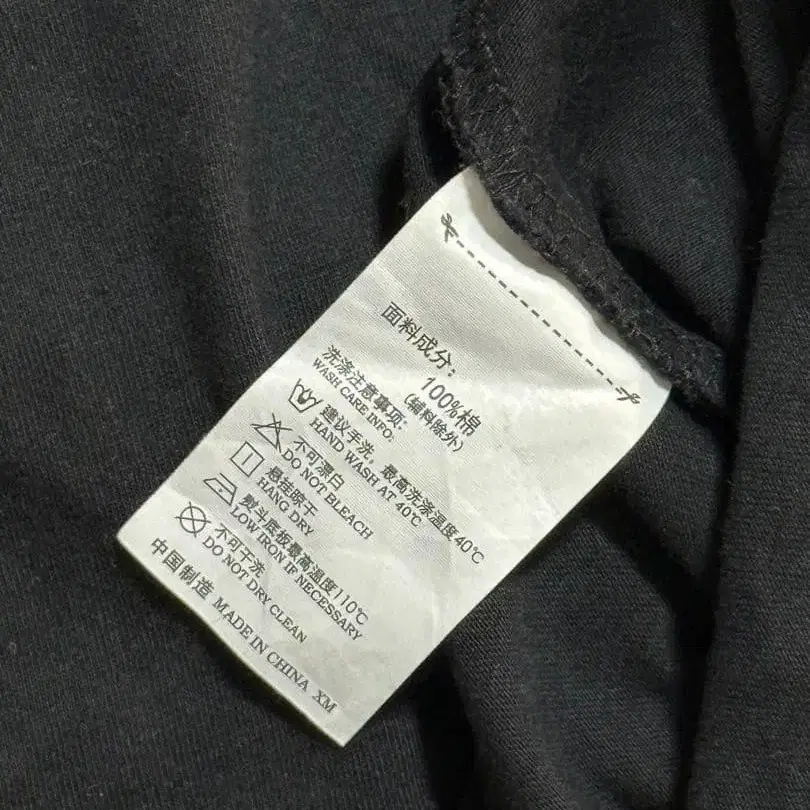 面料成分：
100%棉
(辅料除外)
洗涤注意事项:
WASH CARE INFO:
建议手洗，最高洗涤温度40℃
HAND WASH AT 40℃
不可漂白
DO NOT BLEACH
悬挂晾干
HANG DRY
熨斗底板最高温度110℃
LOW IRON IF NECESSARY
不可干洗
DO NOT DRY CLEAN
中国制造 MADE IN CHINA XM